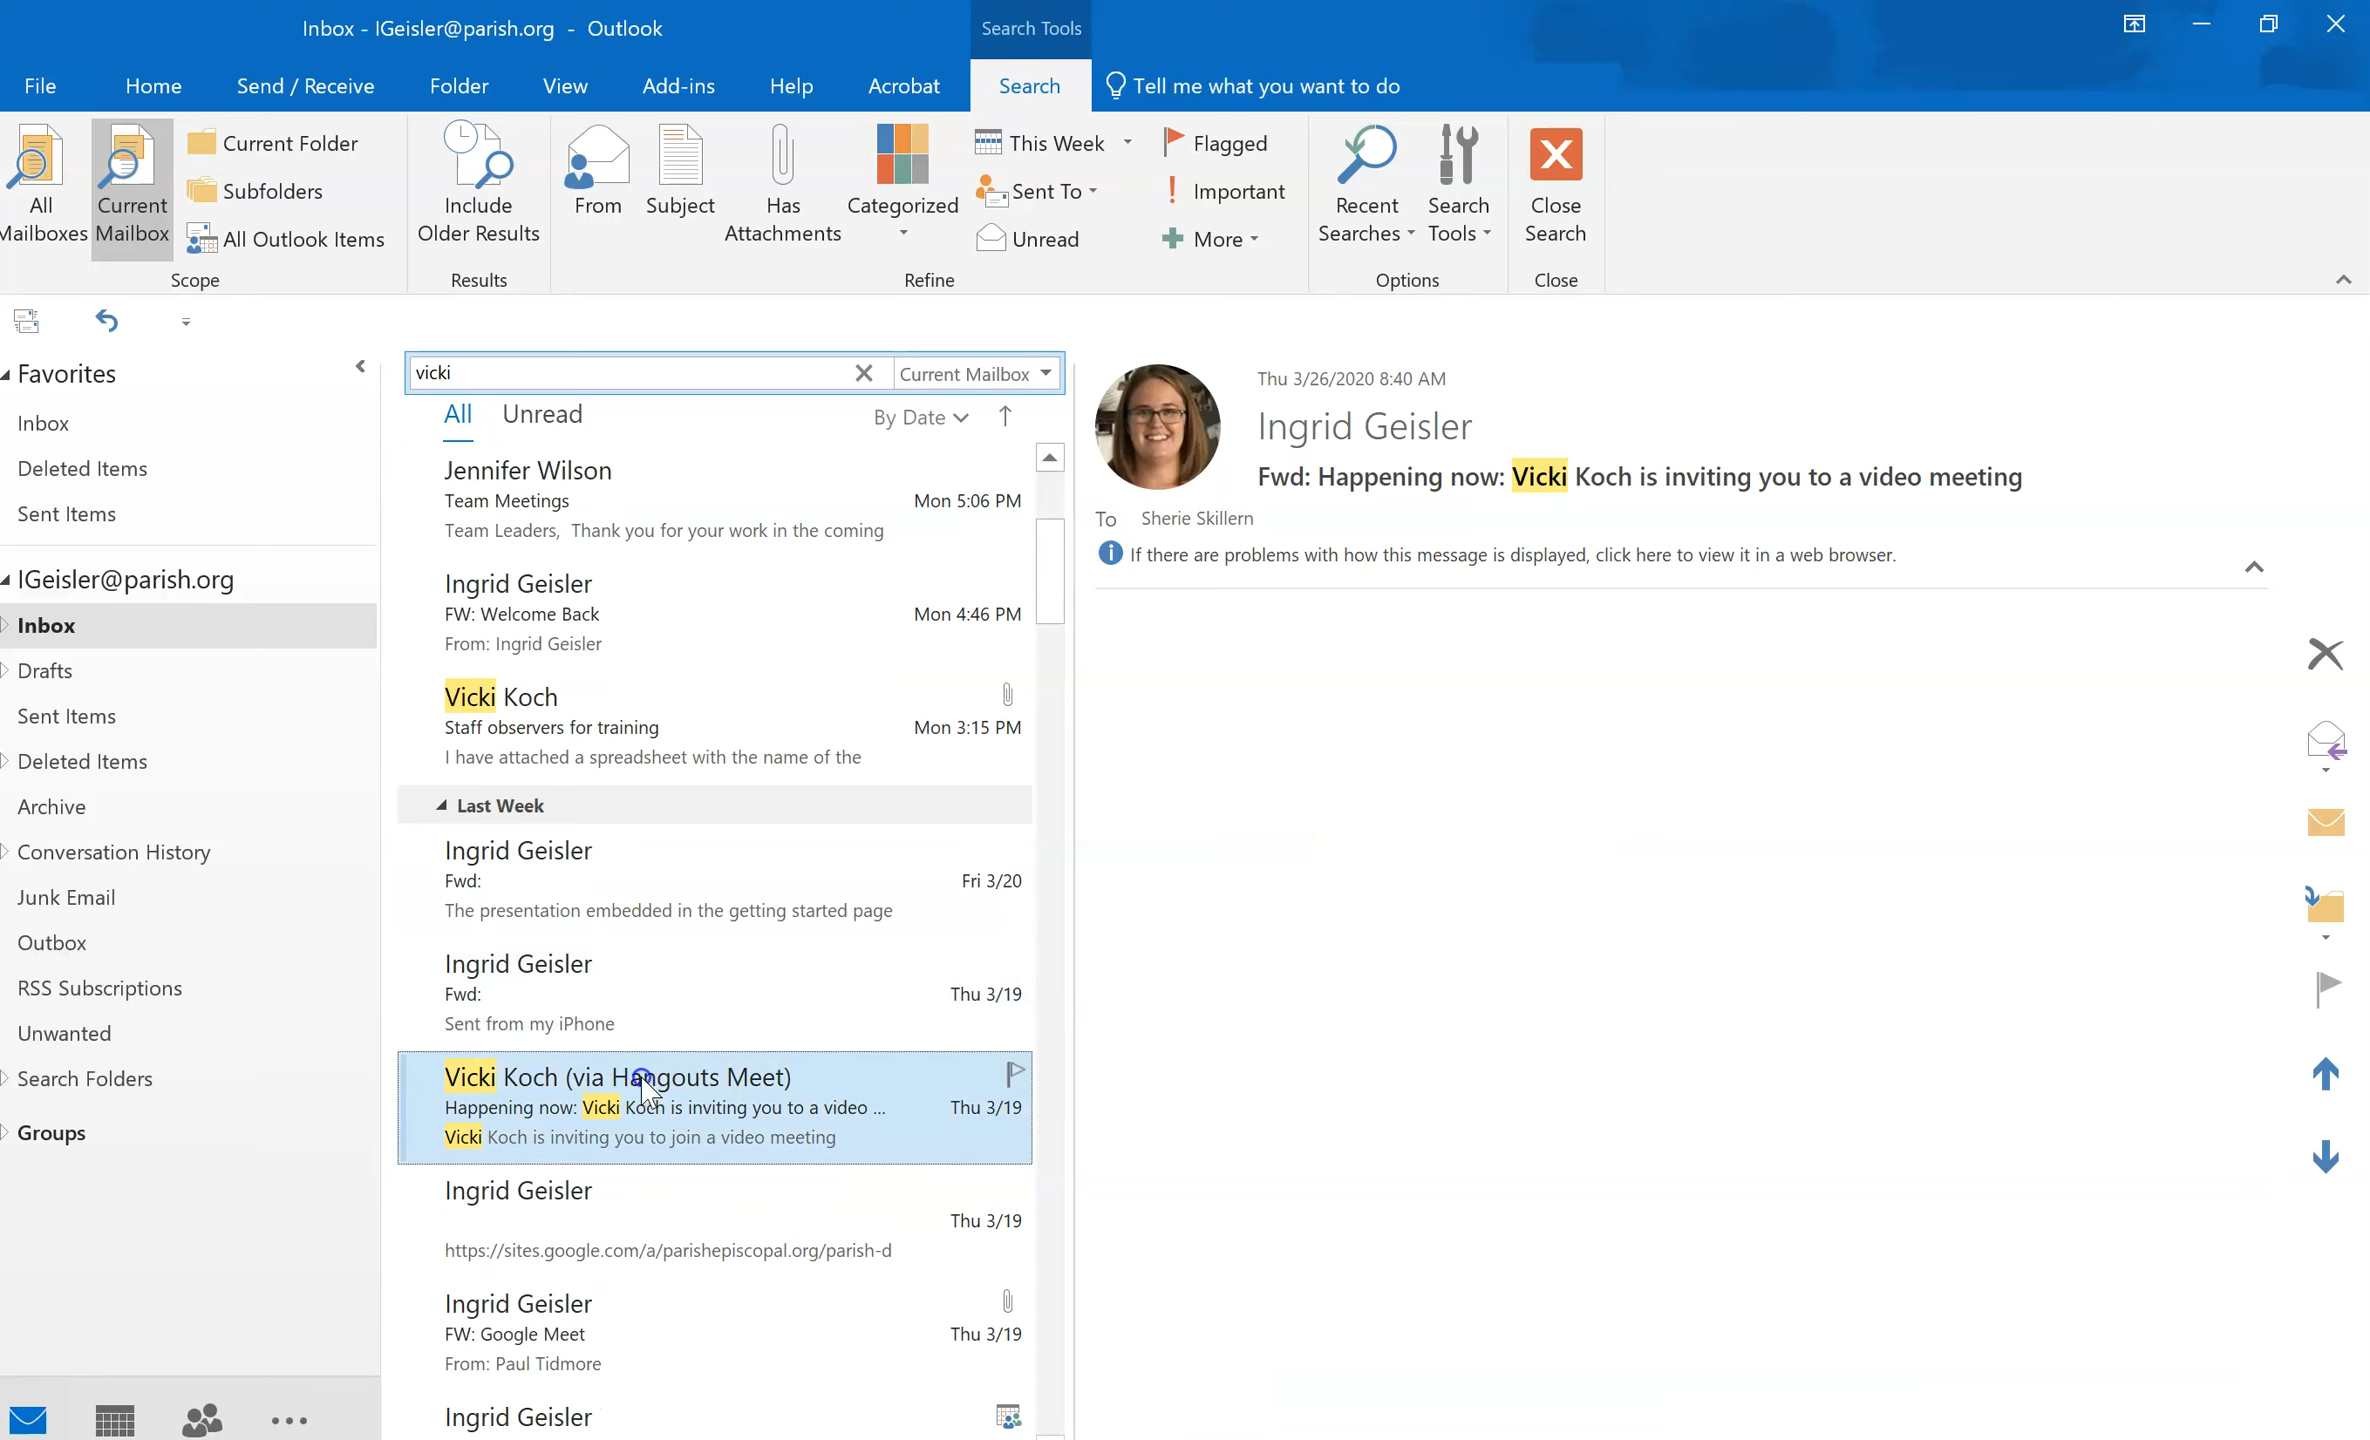 Inbox - IGeisler@parish.org - Outlook
Search Tools
File Home Send / Receive Folder View Add-ins Help Acrobat Search Tell me what you want to do
All Mailboxes
Current Mailbox
Current Folder
Subfolders
All Outlook Items
Scope
Include Older Results
Results
From
Subject
Has Attachments
Categorized
This Week
Sent To
Unread
Flagged
Important
More
Refine
Recent Searches
Search Tools
Options
Close Search
Close
Favorites
Inbox
Deleted Items
Sent Items
IGeisler@parish.org
Inbox
Drafts
Sent Items
Deleted Items
Archive
Conversation History
Junk Email
Outbox
RSS Subscriptions
Unwanted
Search Folders
Groups
vicki
Current Mailbox
All Unread By Date
Jennifer Wilson
Team Meetings Mon 5:06 PM
Team Leaders, Thank you for your work in the coming
Ingrid Geisler
FW: Welcome Back Mon 4:46 PM
From: Ingrid Geisler
Vicki Koch
Staff observers for training Mon 3:15 PM
I have attached a spreadsheet with the name of the
Last Week
Ingrid Geisler
Fwd: Fri 3/20
The presentation embedded in the getting started page
Ingrid Geisler
Fwd: Thu 3/19
Sent from my iPhone
Vicki Koch (via Hangouts Meet)
Happening now: Vicki Koch is inviting you to a video ... Thu 3/19
Vicki Koch is inviting you to join a video meeting
Ingrid Geisler
Thu 3/19
https://sites.google.com/a/parishepiscopal.org/parish-d
Ingrid Geisler
FW: Google Meet Thu 3/19
From: Paul Tidmore
Ingrid Geisler
Thu 3/26/2020 8:40 AM
Ingrid Geisler
Fwd: Happening now: Vicki Koch is inviting you to a video meeting
To Sherie Skillern
If there are problems with how this message is displayed, click here to view it in a web browser.